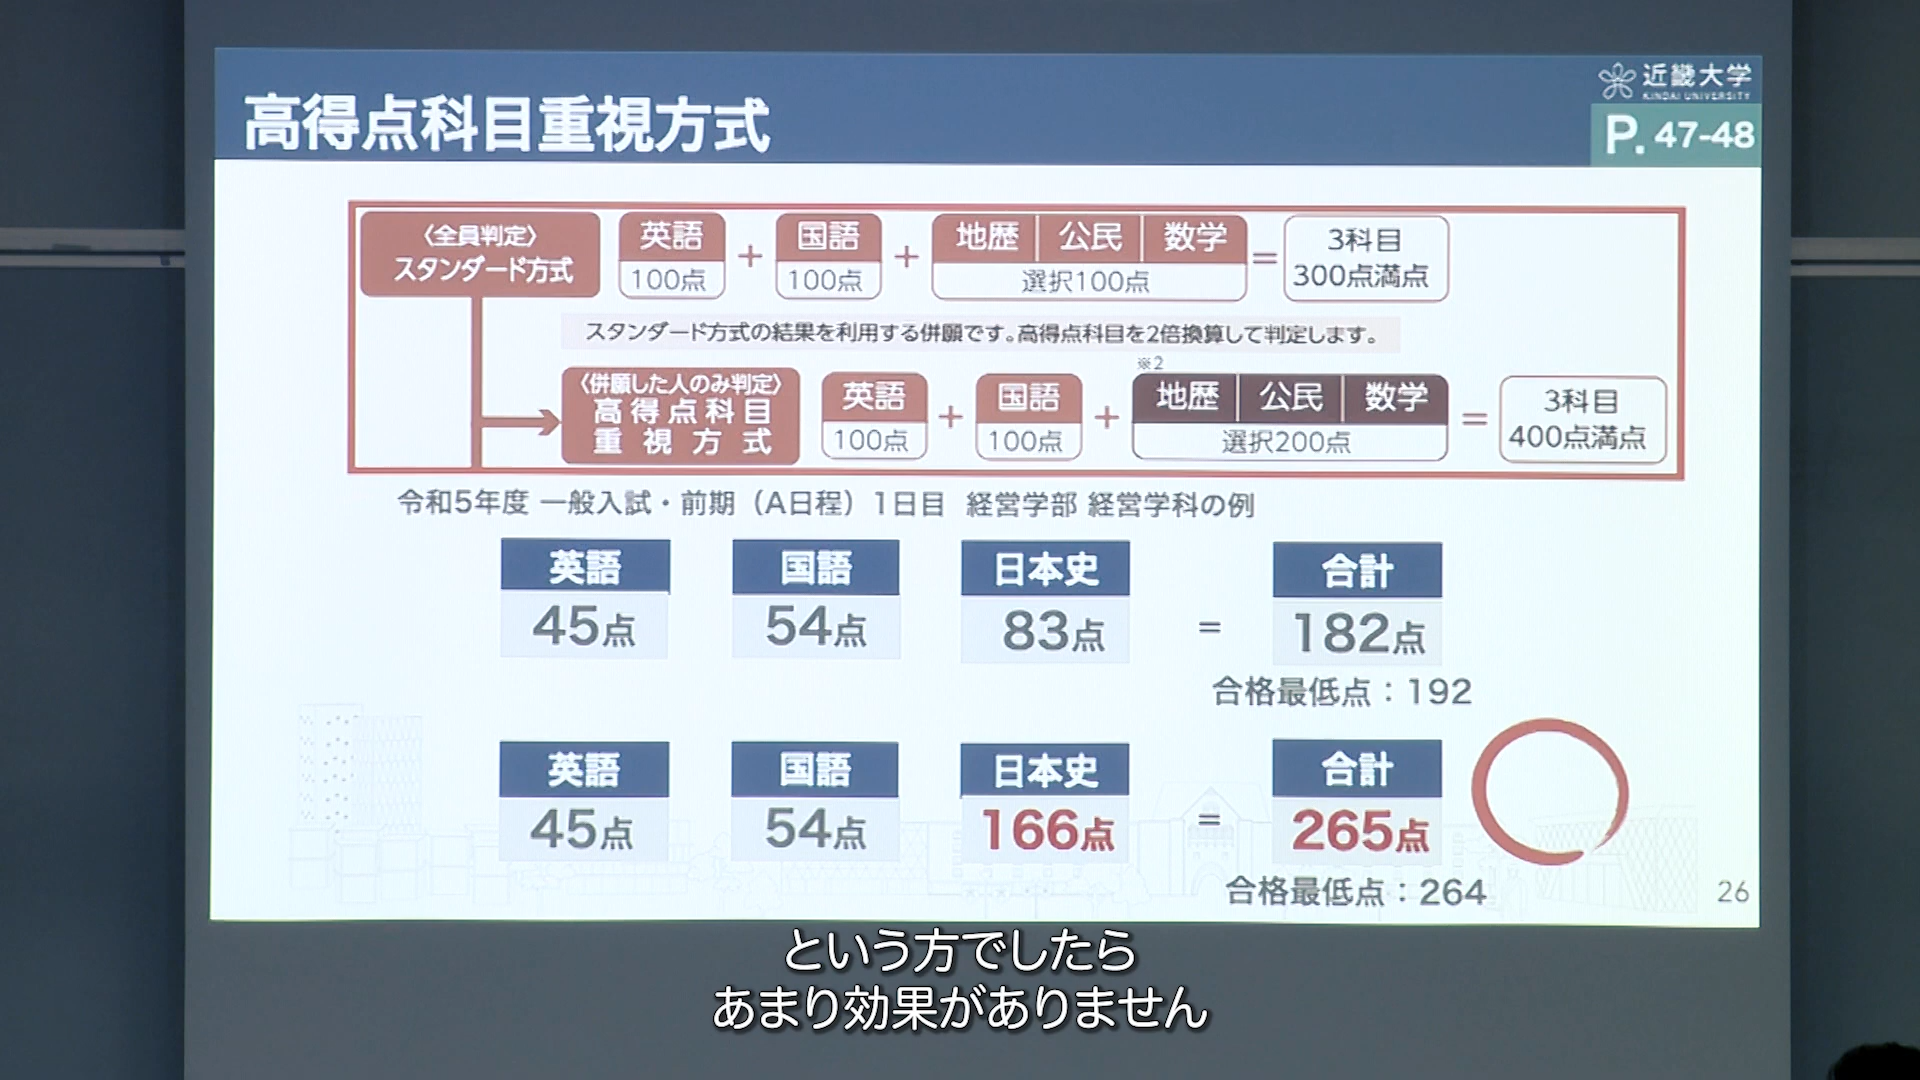 近畿大学
KINDAI UNIVERSITY
高得点科目重視方式
P. 47-48
〈全員判定〉
スタンダード方式
英語
100点
+
国語
100点
+
地歴 公民 数学
選択100点
=
3科目
300点満点
スタンダード方式の結果を利用する併願です。高得点科目を2倍換算して判定します。
※2
〈併願した人のみ判定〉
高得点科目
重視方式
英語
100点
+
国語
100点
+
地歴 公民 数学
選択200点
=
3科目
400点満点
令和5年度 一般入試・前期（A日程）1日目 経営学部 経営学科の例
英語 国語 日本史 合計
45点 54点 83点 = 182点
合格最低点：192
英語 国語 日本史 合計
45点 54点 166点 = 265点
合格最低点：264
26
という方でしたら
あまり効果がありません